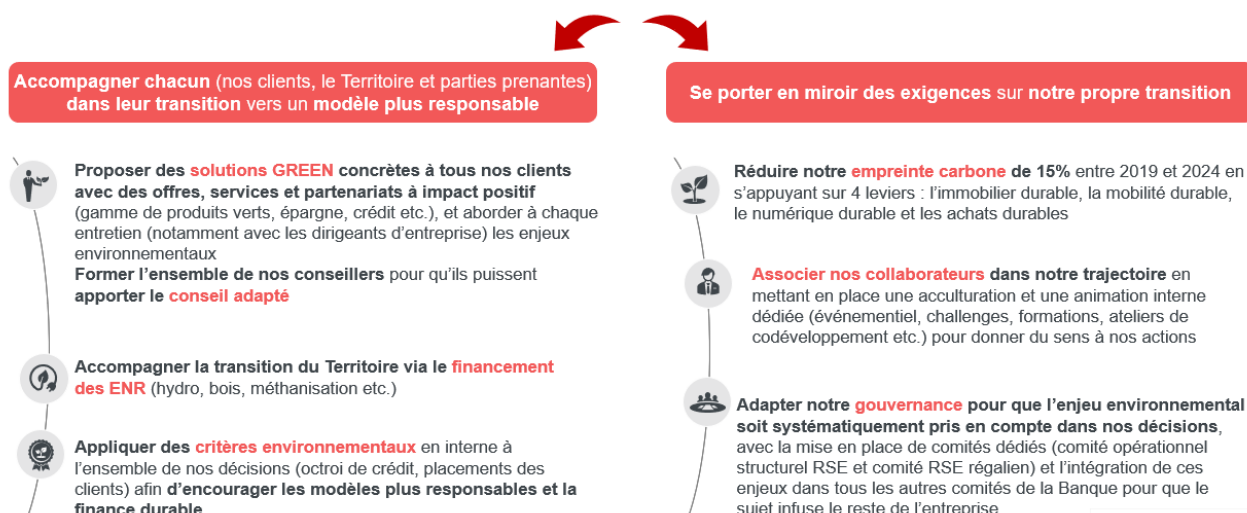 Accompagner chacun (nos clients, le Territoire et parties prenantes)
dans leur transition vers un modèle plus responsable
Proposer des solutions GREEN concrètes à tous nos clients
avec des offres, services et partenariats à impact positif
(gamme de produits verts, épargne, crédit etc.), et aborder à chaque
entretien (notamment avec les dirigeants d’entreprise) les enjeux
environnementaux
Former l’ensemble de nos conseillers pour qu’ils puissent
apporter le conseil adapté
Accompagner la transition du Territoire via le financement
des ENR (hydro, bois, méthanisation etc.)
Appliquer des critères environnementaux en interne à
l’ensemble de nos décisions (octroi de crédit, placements des
clients) afin d’encourager les modèles plus responsables et la
finance durable
Se porter en miroir des exigences sur notre propre transition
Réduire notre empreinte carbone de 15% entre 2019 et 2024 en
s’appuyant sur 4 leviers : l’immobilier durable, la mobilité durable,
le numérique durable et les achats durables
Associer nos collaborateurs dans notre trajectoire en
mettant en place une acculturation et une animation interne
dédiée (événementiel, challenges, formations, ateliers de
codéveloppement etc.) pour donner du sens à nos actions
Adapter notre gouvernance pour que l’enjeu environnemental
soit systématiquement pris en compte dans nos décisions,
avec la mise en place de comités dédiés (comité opérationnel
structurel RSE et comité RSE régalien) et l’intégration de ces
enjeux dans tous les autres comités de la Banque pour que le
sujet infuse le reste de l’entreprise